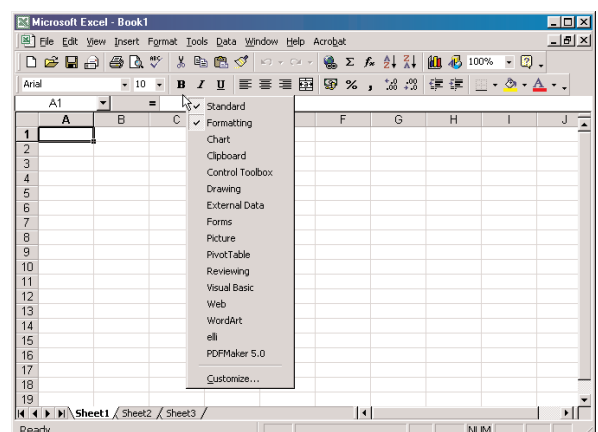 Microsoft Excel - Book1
File Edit View Insert Format Tools Data Window Help Acrobat
100%
Arial 10 B I U % ,
A1 =
A B C F G H I J
1
2
3
4
5
6
7
8
9
10
11
12
13
14
15
16
17
18
19
Standard
Formatting
Chart
Clipboard
Control Toolbox
Drawing
External Data
Forms
Picture
PivotTable
Reviewing
Visual Basic
Web
WordArt
elli
PDFMaker 5.0
Customize...
Sheet1 Sheet2 Sheet3
Ready NUM